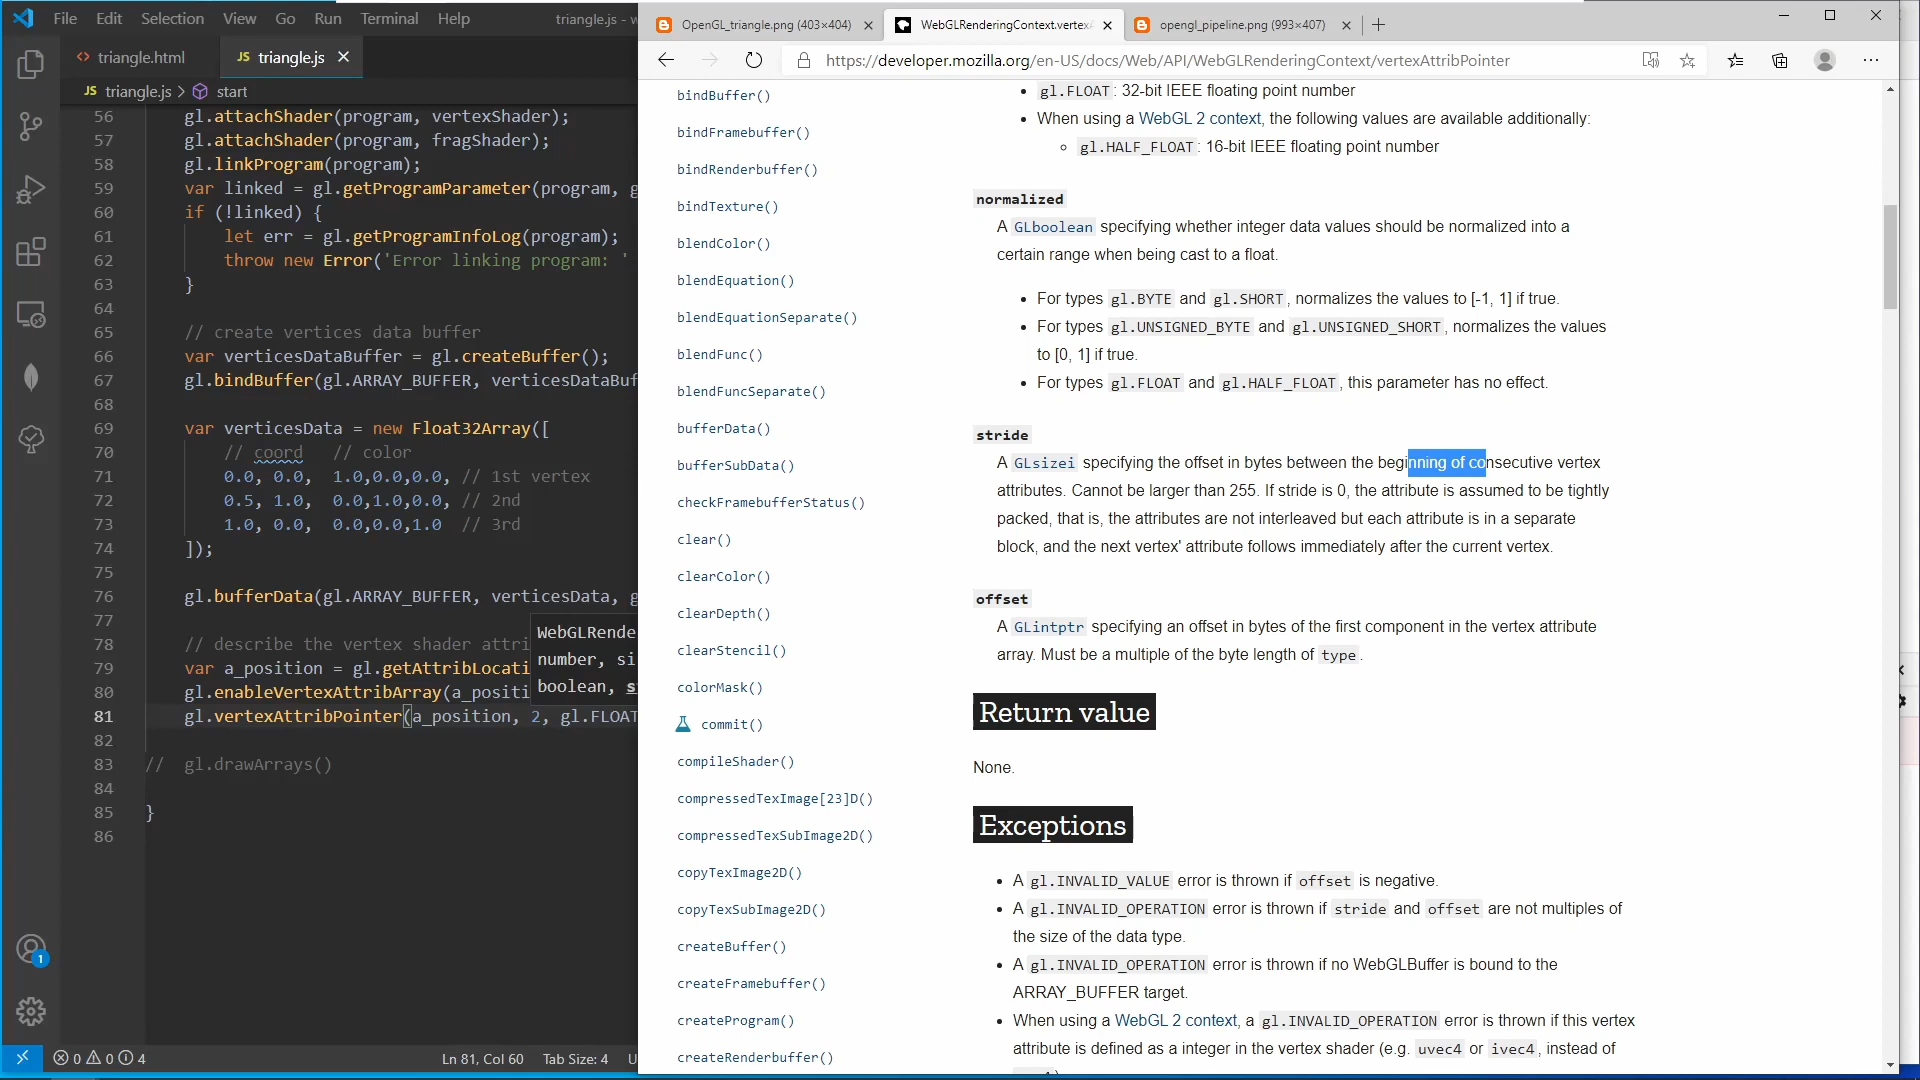 File Edit Selection View Go Run Terminal Help triangle.js - w
triangle.html
JS triangle.js
JS triangle.js > start
56 gl.attachShader(program, vertexShader);
57 gl.attachShader(program, fragShader);
58 gl.linkProgram(program);
59 var linked = gl.getProgramParameter(program, g
60 if (!linked) {
61 let err = gl.getProgramInfoLog(program);
62 throw new Error('Error linking program: '
63 }
64
65 // create vertices data buffer
66 var verticesDataBuffer = gl.createBuffer();
67 gl.bindBuffer(gl.ARRAY_BUFFER, verticesDataBuf
68
69 var verticesData = new Float32Array([
70 // coord // color
71 0.0, 0.0, 1.0,0.0,0.0, // 1st vertex
72 0.5, 1.0, 0.0,1.0,0.0, // 2nd
73 1.0, 0.0, 0.0,0.0,1.0 // 3rd
74 ]);
75
76 gl.bufferData(gl.ARRAY_BUFFER, verticesData, g
77
78 // describe the vertex shader attri
79 var a_position = gl.getAttribLocati
80 gl.enableVertexAttribArray(a_positi
81 gl.vertexAttribPointer(a_position, 2, gl.FLOAT
82
83 // gl.drawArrays()
84
85 }
86
WebGLRende
number, si
boolean, s
1
0 0 4 Ln 81, Col 60 Tab Size: 4 U
OpenGL_triangle.png (403×404)
WebGLRenderingContext.vertexA
opengl_pipeline.png (993×407)
https://developer.mozilla.org/en-US/docs/Web/API/WebGLRenderingContext/vertexAttribPointer
bindBuffer()
bindFramebuffer()
bindRenderbuffer()
bindTexture()
blendColor()
blendEquation()
blendEquationSeparate()
blendFunc()
blendFuncSeparate()
bufferData()
bufferSubData()
checkFramebufferStatus()
clear()
clearColor()
clearDepth()
clearStencil()
colorMask()
commit()
compileShader()
compressedTexImage[23]D()
compressedTexSubImage2D()
copyTexImage2D()
copyTexSubImage2D()
createBuffer()
createFramebuffer()
createProgram()
createRenderbuffer()
gl.FLOAT: 32-bit IEEE floating point number
When using a WebGL 2 context, the following values are available additionally:
gl.HALF_FLOAT: 16-bit IEEE floating point number
normalized
A GLboolean specifying whether integer data values should be normalized into a
certain range when being cast to a float.
For types gl.BYTE and gl.SHORT, normalizes the values to [-1, 1] if true.
For types gl.UNSIGNED_BYTE and gl.UNSIGNED_SHORT, normalizes the values
to [0, 1] if true.
For types gl.FLOAT and gl.HALF_FLOAT, this parameter has no effect.
stride
A GLsizei specifying the offset in bytes between the beginning of consecutive vertex
attributes. Cannot be larger than 255. If stride is 0, the attribute is assumed to be tightly
packed, that is, the attributes are not interleaved but each attribute is in a separate
block, and the next vertex' attribute follows immediately after the current vertex.
offset
A GLintptr specifying an offset in bytes of the first component in the vertex attribute
array. Must be a multiple of the byte length of type.
Return value
None.
Exceptions
A gl.INVALID_VALUE error is thrown if offset is negative.
A gl.INVALID_OPERATION error is thrown if stride and offset are not multiples of
the size of the data type.
A gl.INVALID_OPERATION error is thrown if no WebGLBuffer is bound to the
ARRAY_BUFFER target.
When using a WebGL 2 context, a gl.INVALID_OPERATION error is thrown if this vertex
attribute is defined as a integer in the vertex shader (e.g. uvec4 or ivec4, instead of